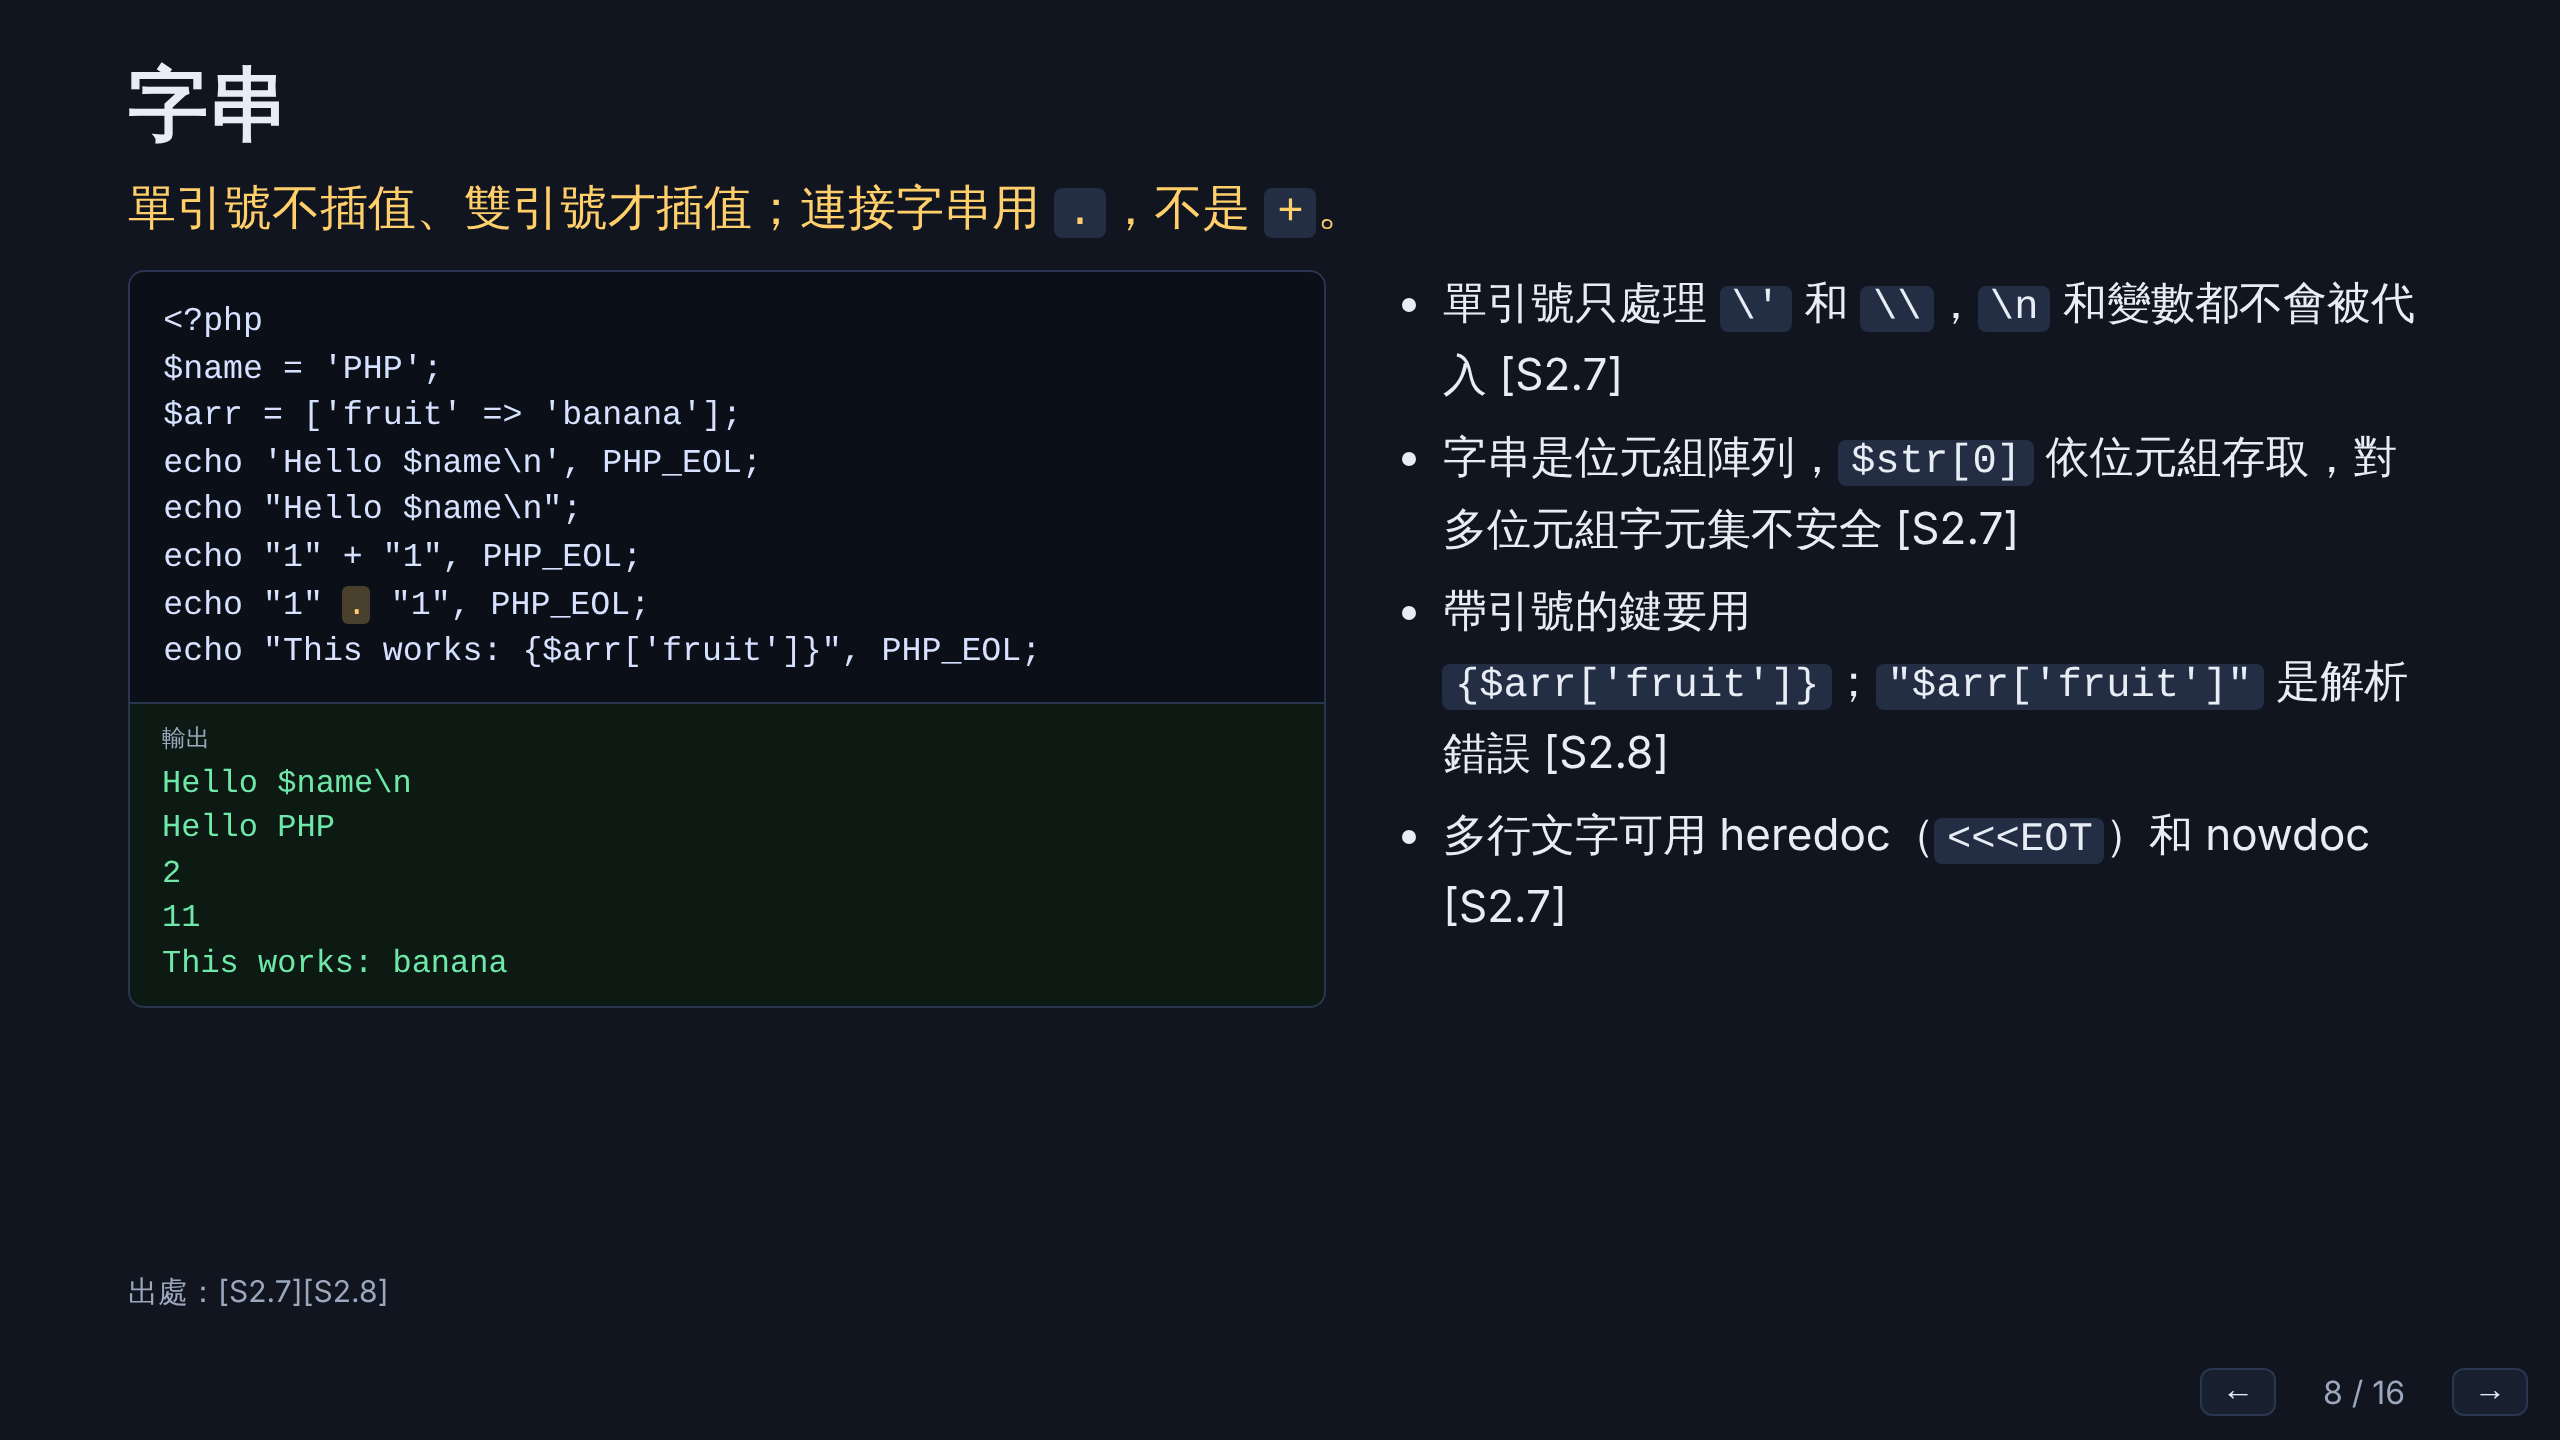 字串
單引號不插值、雙引號才插值；連接字串用 .，不是 +。
<?php
$name = 'PHP';
$arr = ['fruit' => 'banana'];
echo 'Hello $name\n', PHP_EOL;
echo "Hello $name\n";
echo "1" + "1", PHP_EOL;
echo "1" . "1", PHP_EOL;
echo "This works: {$arr['fruit']}", PHP_EOL;
輸出
Hello $name\n
Hello PHP
2
11
This works: banana
• 單引號只處理 \' 和 \\，\n 和變數都不會被代
入 [S2.7]
• 字串是位元組陣列，$str[0] 依位元組存取，對
多位元組字元集不安全 [S2.7]
• 帶引號的鍵要用
{$arr['fruit']}；"$arr['fruit']" 是解析
錯誤 [S2.8]
• 多行文字可用 heredoc（<<<EOT）和 nowdoc
[S2.7]
出處：[S2.7][S2.8]
← 8 / 16 →